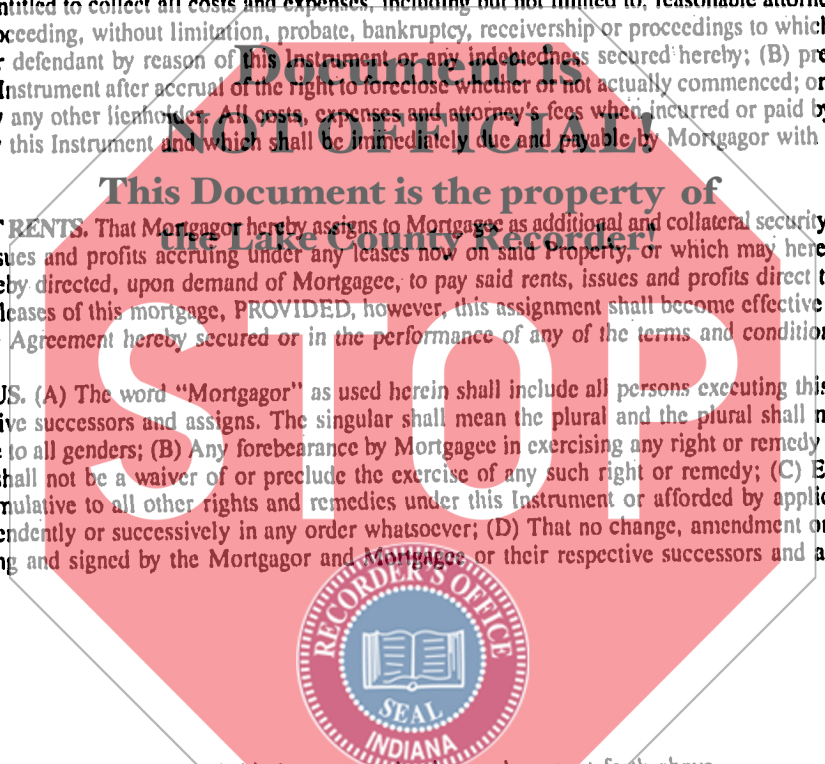 ntitled to collect all costs and expenses, including but not limited to, reasonable attorne
oceeding, without limitation, probate, bankruptcy, receivership or proceedings to which
r defendant by reason of this Instrument or any indebtedness secured hereby; (B) pre
Document is
Instrument after accrual of the right to foreclose whether or not actually commenced; or
y any other lienholder. All costs, expenses and attorney's fees when incurred or paid by
NOT OFFICIAL!
this Instrument and which shall be immediately due and payable by Mortgagor with
This Document is the property of
RENTS. That Mortgagor hereby assigns to Mortgagee as additional and collateral security
the Lake County Recorder!
sues and profits accruing under any leases now on said Property, or which may here
eby directed, upon demand of Mortgagee, to pay said rents, issues and profits direct t
leases of this mortgage, PROVIDED, however, this assignment shall become effective
Agreement hereby secured or in the performance of any of the terms and condition
STOP
US. (A) The word "Mortgagor" as used herein shall include all persons executing this
ive successors and assigns. The singular shall mean the plural and the plural shall m
e to all genders; (B) Any forebearance by Mortgagee in exercising any right or remedy
shall not be a waiver of or preclude the exercise of any such right or remedy; (C) E
mulative to all other rights and remedies under this Instrument or afforded by applic
endently or successively in any order whatsoever; (D) That no change, amendment or
ng and signed by the Mortgagor and Mortgagee or their respective successors and a
RECORDER'S OFFICE
SEAL
INDIANA